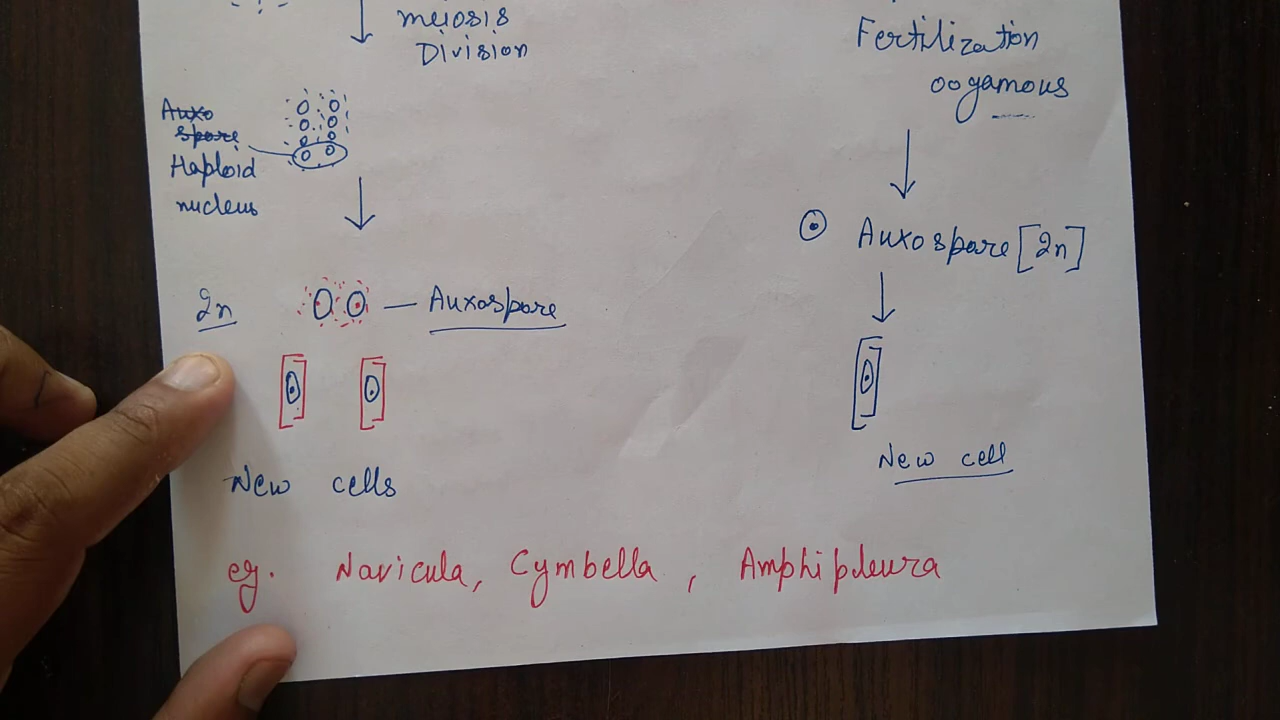 meiosis
Division
Auxo
spore
Haploid
nucleus
2n
Auxospore
New cells
Fertilization
oogamous
Auxospore [2n]
New cell
eg. Navicula, Cymbella, Amphipleura